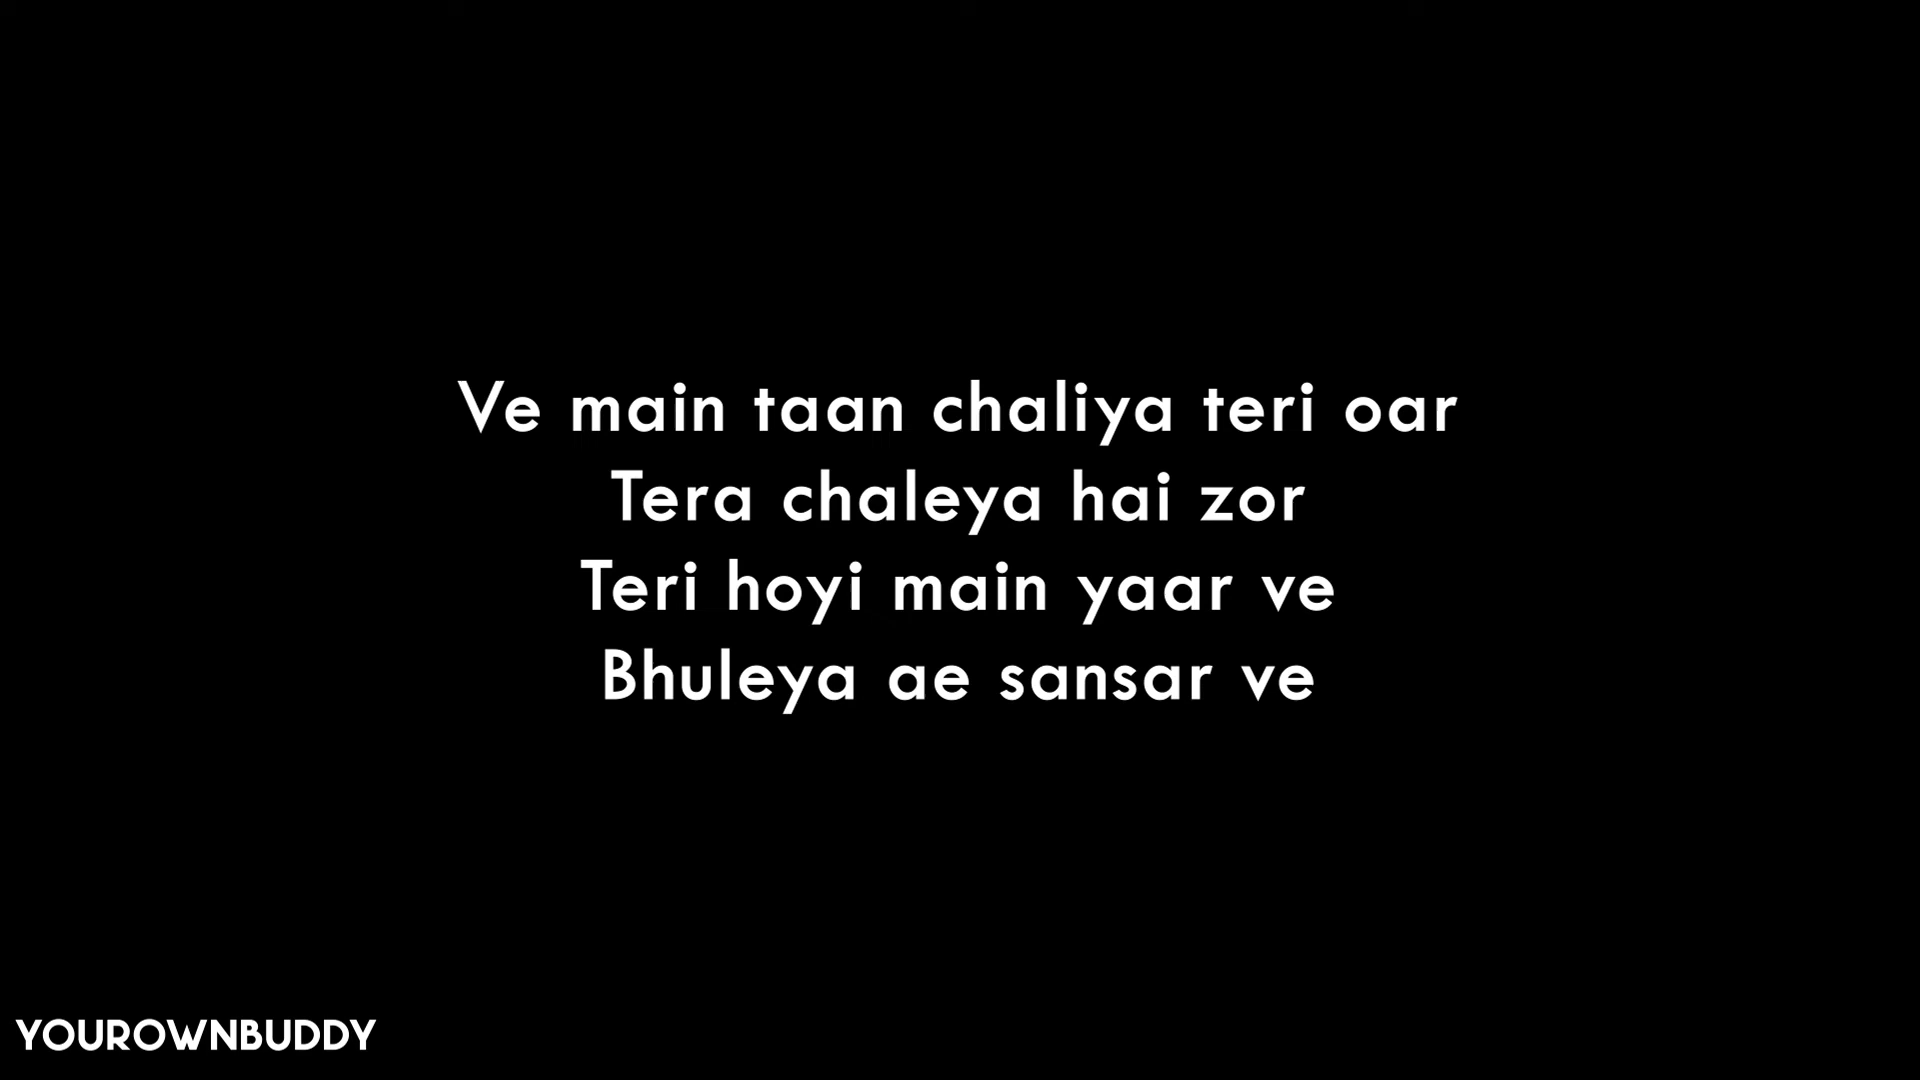 Ve main taan chaliya teri oar
Tera chaleya hai zor
Teri hoyi main yaar ve
Bhuleya ae sansar ve
YOUROWNBUDDY